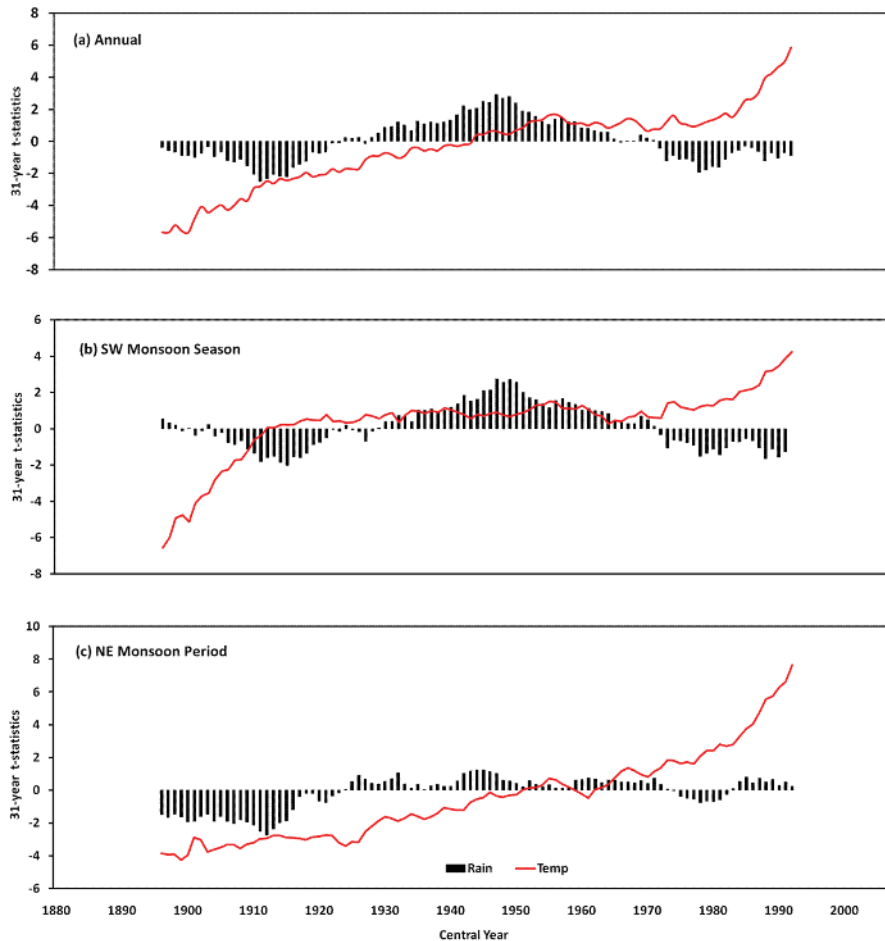 8
(a) Annual
6
4
2
0
-2
-4
-6
-8
31-year t-statistics
6
(b) SW Monsoon Season
4
2
0
-2
-4
-6
-8
31-year t-statistics
10
(c) NE Monsoon Period
8
6
4
2
0
-2
-4
-6
31-year t-statistics
Rain Temp
1880 1890 1900 1910 1920 1930 1940 1950 1960 1970 1980 1990 2000
Central Year